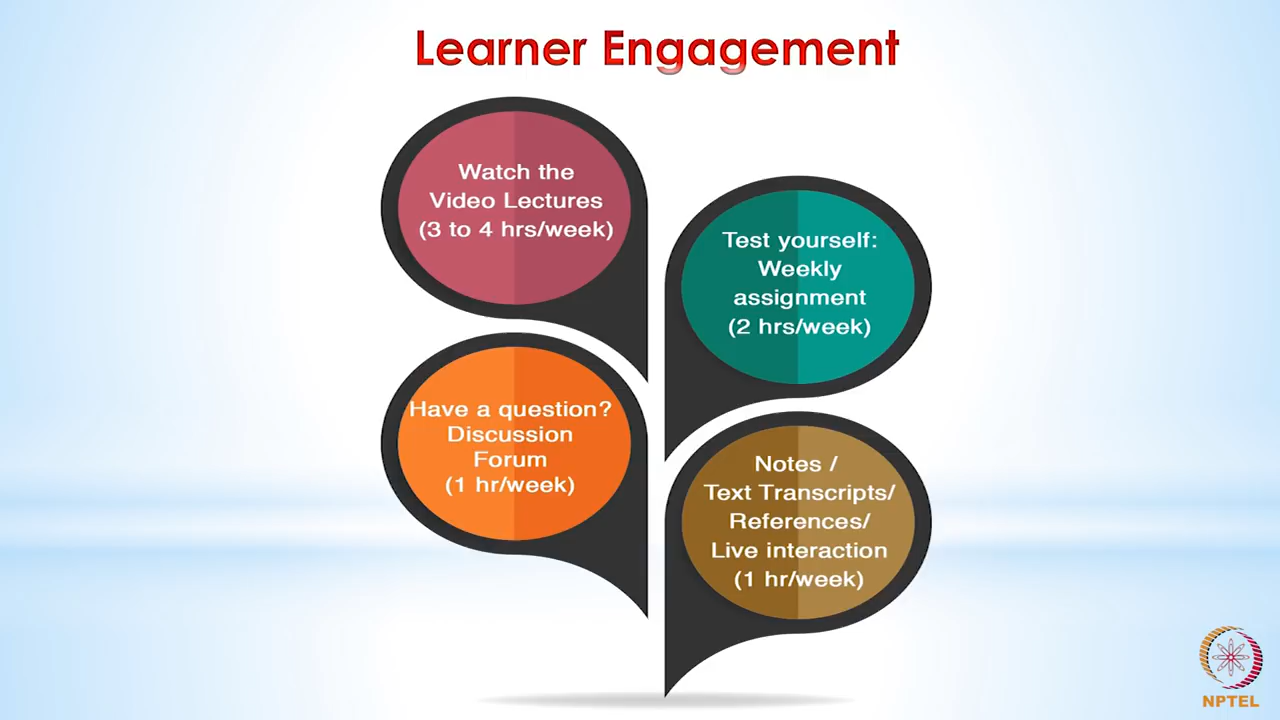 Learner Engagement
Watch the
Video Lectures
(3 to 4 hrs/week)
Test yourself:
Weekly
assignment
(2 hrs/week)
Have a question?
Discussion
Forum
(1 hr/week)
Notes /
Text Transcripts/
References/
Live interaction
(1 hr/week)
NPTEL